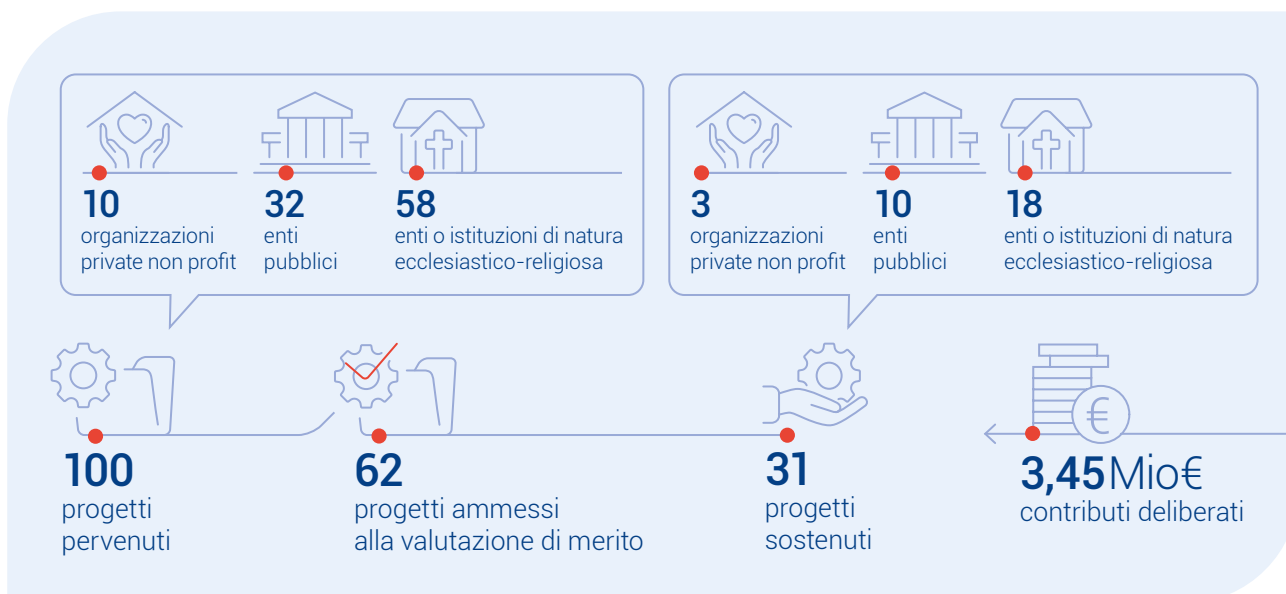 10
organizzazioni
private non profit
32
enti
pubblici
58
enti o istituzioni di natura
ecclesiastico-religiosa
3
organizzazioni
private non profit
10
enti
pubblici
18
enti o istituzioni di natura
ecclesiastico-religiosa
100
progetti
pervenuti
62
progetti ammessi
alla valutazione di merito
31
progetti
sostenuti
€
3,45Mio€
contributi deliberati